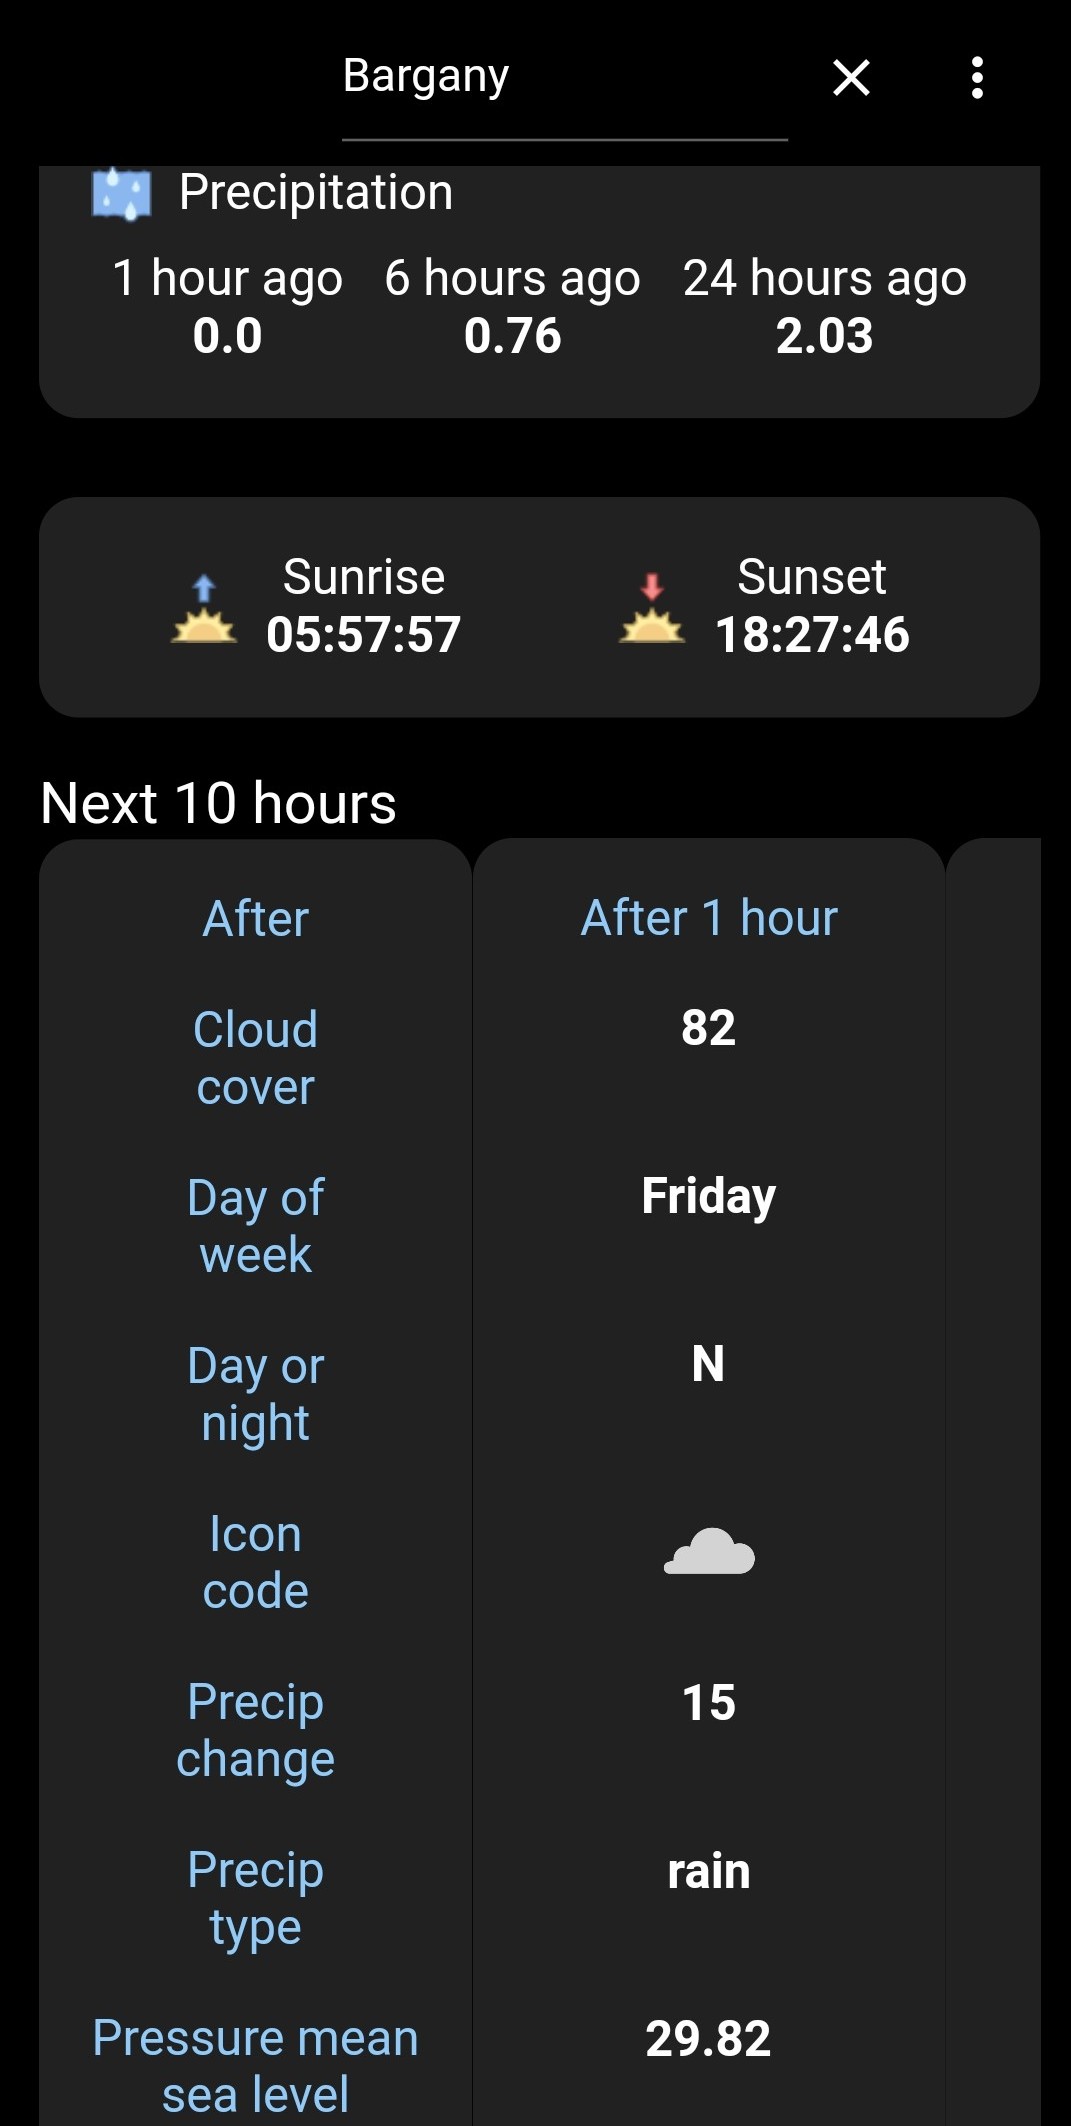 Bargany
Precipitation
1 hour ago 6 hours ago 24 hours ago
0.0 0.76 2.03
Sunrise Sunset
05:57:57 18:27:46
Next 10 hours
After After 1 hour
Cloud 82
cover
Day of Friday
week
Day or N
night
Icon
code
Precip 15
change
Precip rain
type
Pressure mean 29.82
sea level